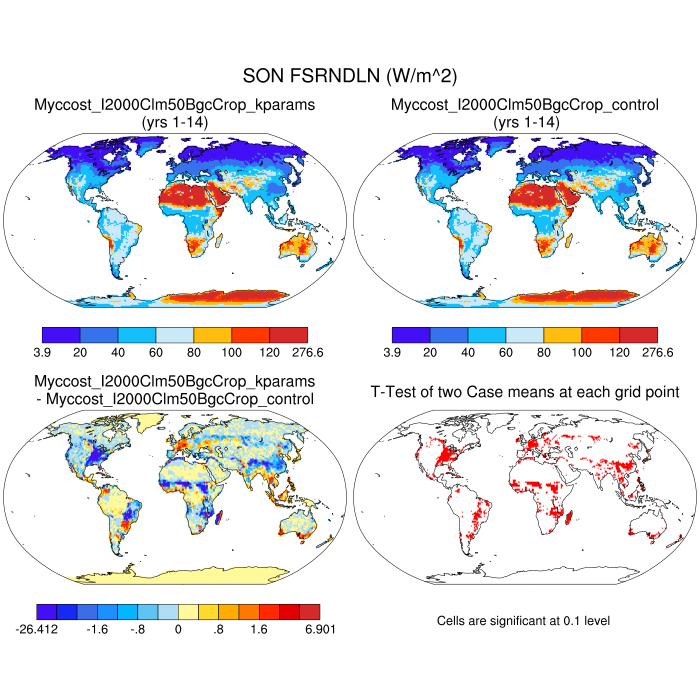 SON FSRNDLN (W/m^2)
Myccost_I2000Clm50BgcCrop_kparams
(yrs 1-14)
Myccost_I2000Clm50BgcCrop_control
(yrs 1-14)
3.9 20 40 60 80 100 120 276.6
3.9 20 40 60 80 100 120 276.6
Myccost_I2000Clm50BgcCrop_kparams
- Myccost_I2000Clm50BgcCrop_control
T-Test of two Case means at each grid point
-26.412 -1.6 -.8 0 .8 1.6 6.901
Cells are significant at 0.1 level